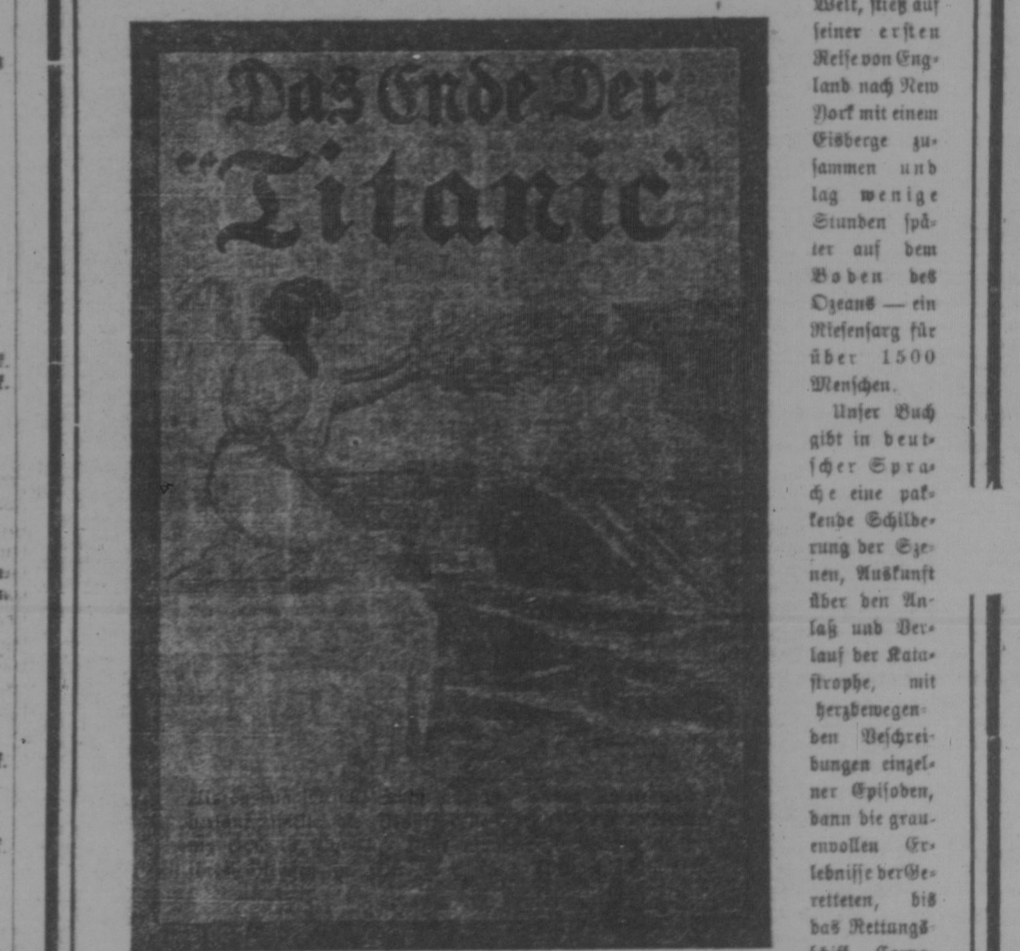 Das Ende Der
"Titanic"
Welt, stieß auf
seiner ersten
Reise von Eng-
land nach New
York mit einem
Eisberge zu-
sammen und
lag wenige
Stunden spä-
ter auf dem
Boden des
Ozeans — ein
Riesensarg für
über 1500
Menschen.
Unser Buch
gibt in deut-
scher Spra-
che eine pak-
kende Schilde-
rung der Sze-
nen, Auskunft
über den An-
laß und Ver-
lauf der Kata-
strophe, mit
herzbewegen-
den Beschrei-
bungen einzel-
ner Episoden,
dann die grau-
envollen Er-
lebnisse der Ge-
retteten, bis
das Rettungs-